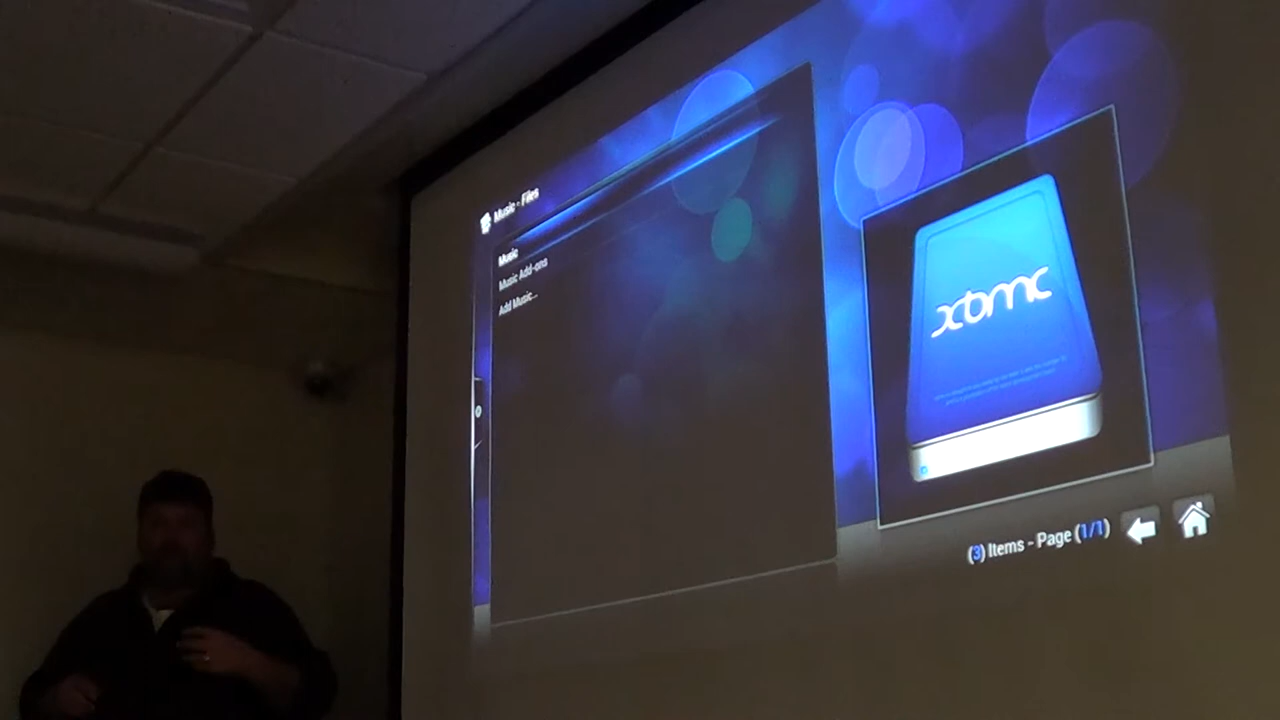 Music - Files
Music
Music Add-ons
Add Music...
xbmc
(3) Items - Page (1/1)